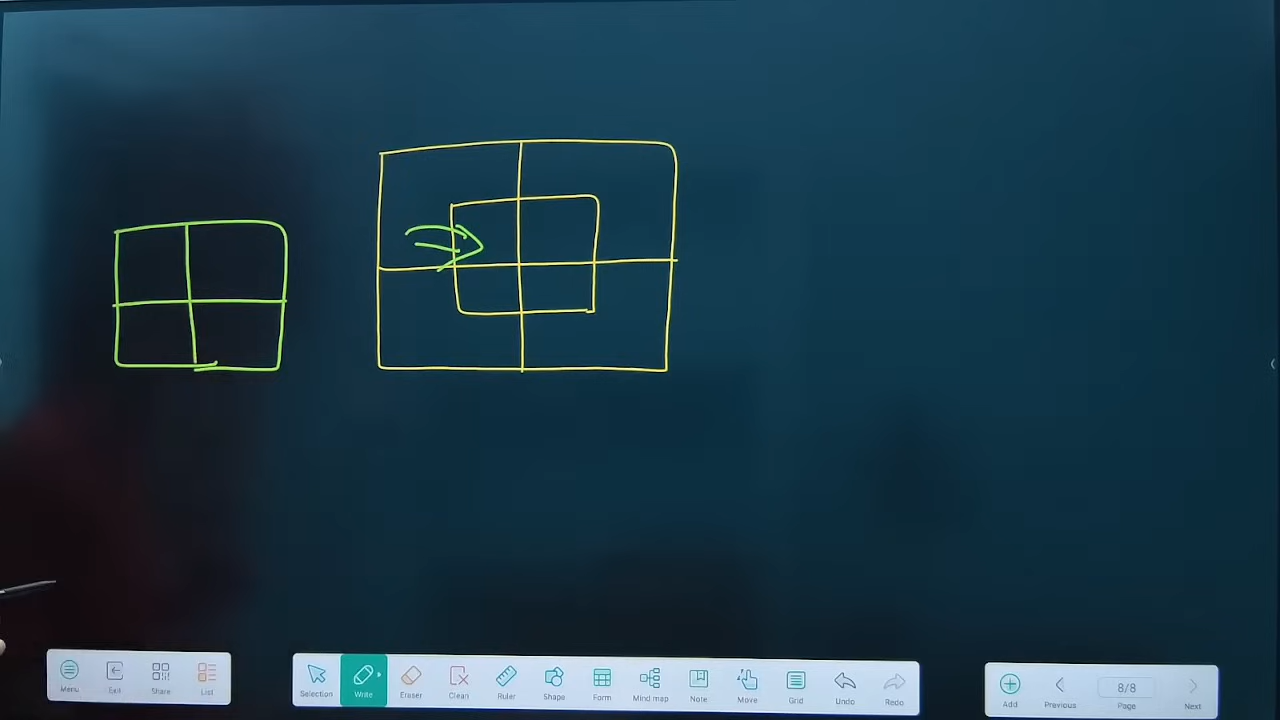 Menu Exit Share List
Selection Write Eraser Clean Ruler Shape Form Mind map Note Move Grid Undo Redo
Add Previous 8/8 Page Next